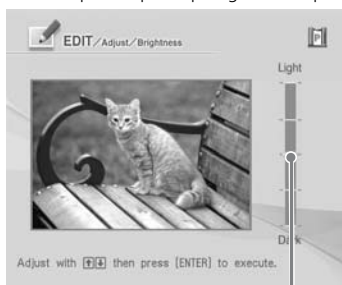 EDIT/Adjust/Brightness
P
Light
Dark
Adjust with ↑↓ then press [ENTER] to execute.